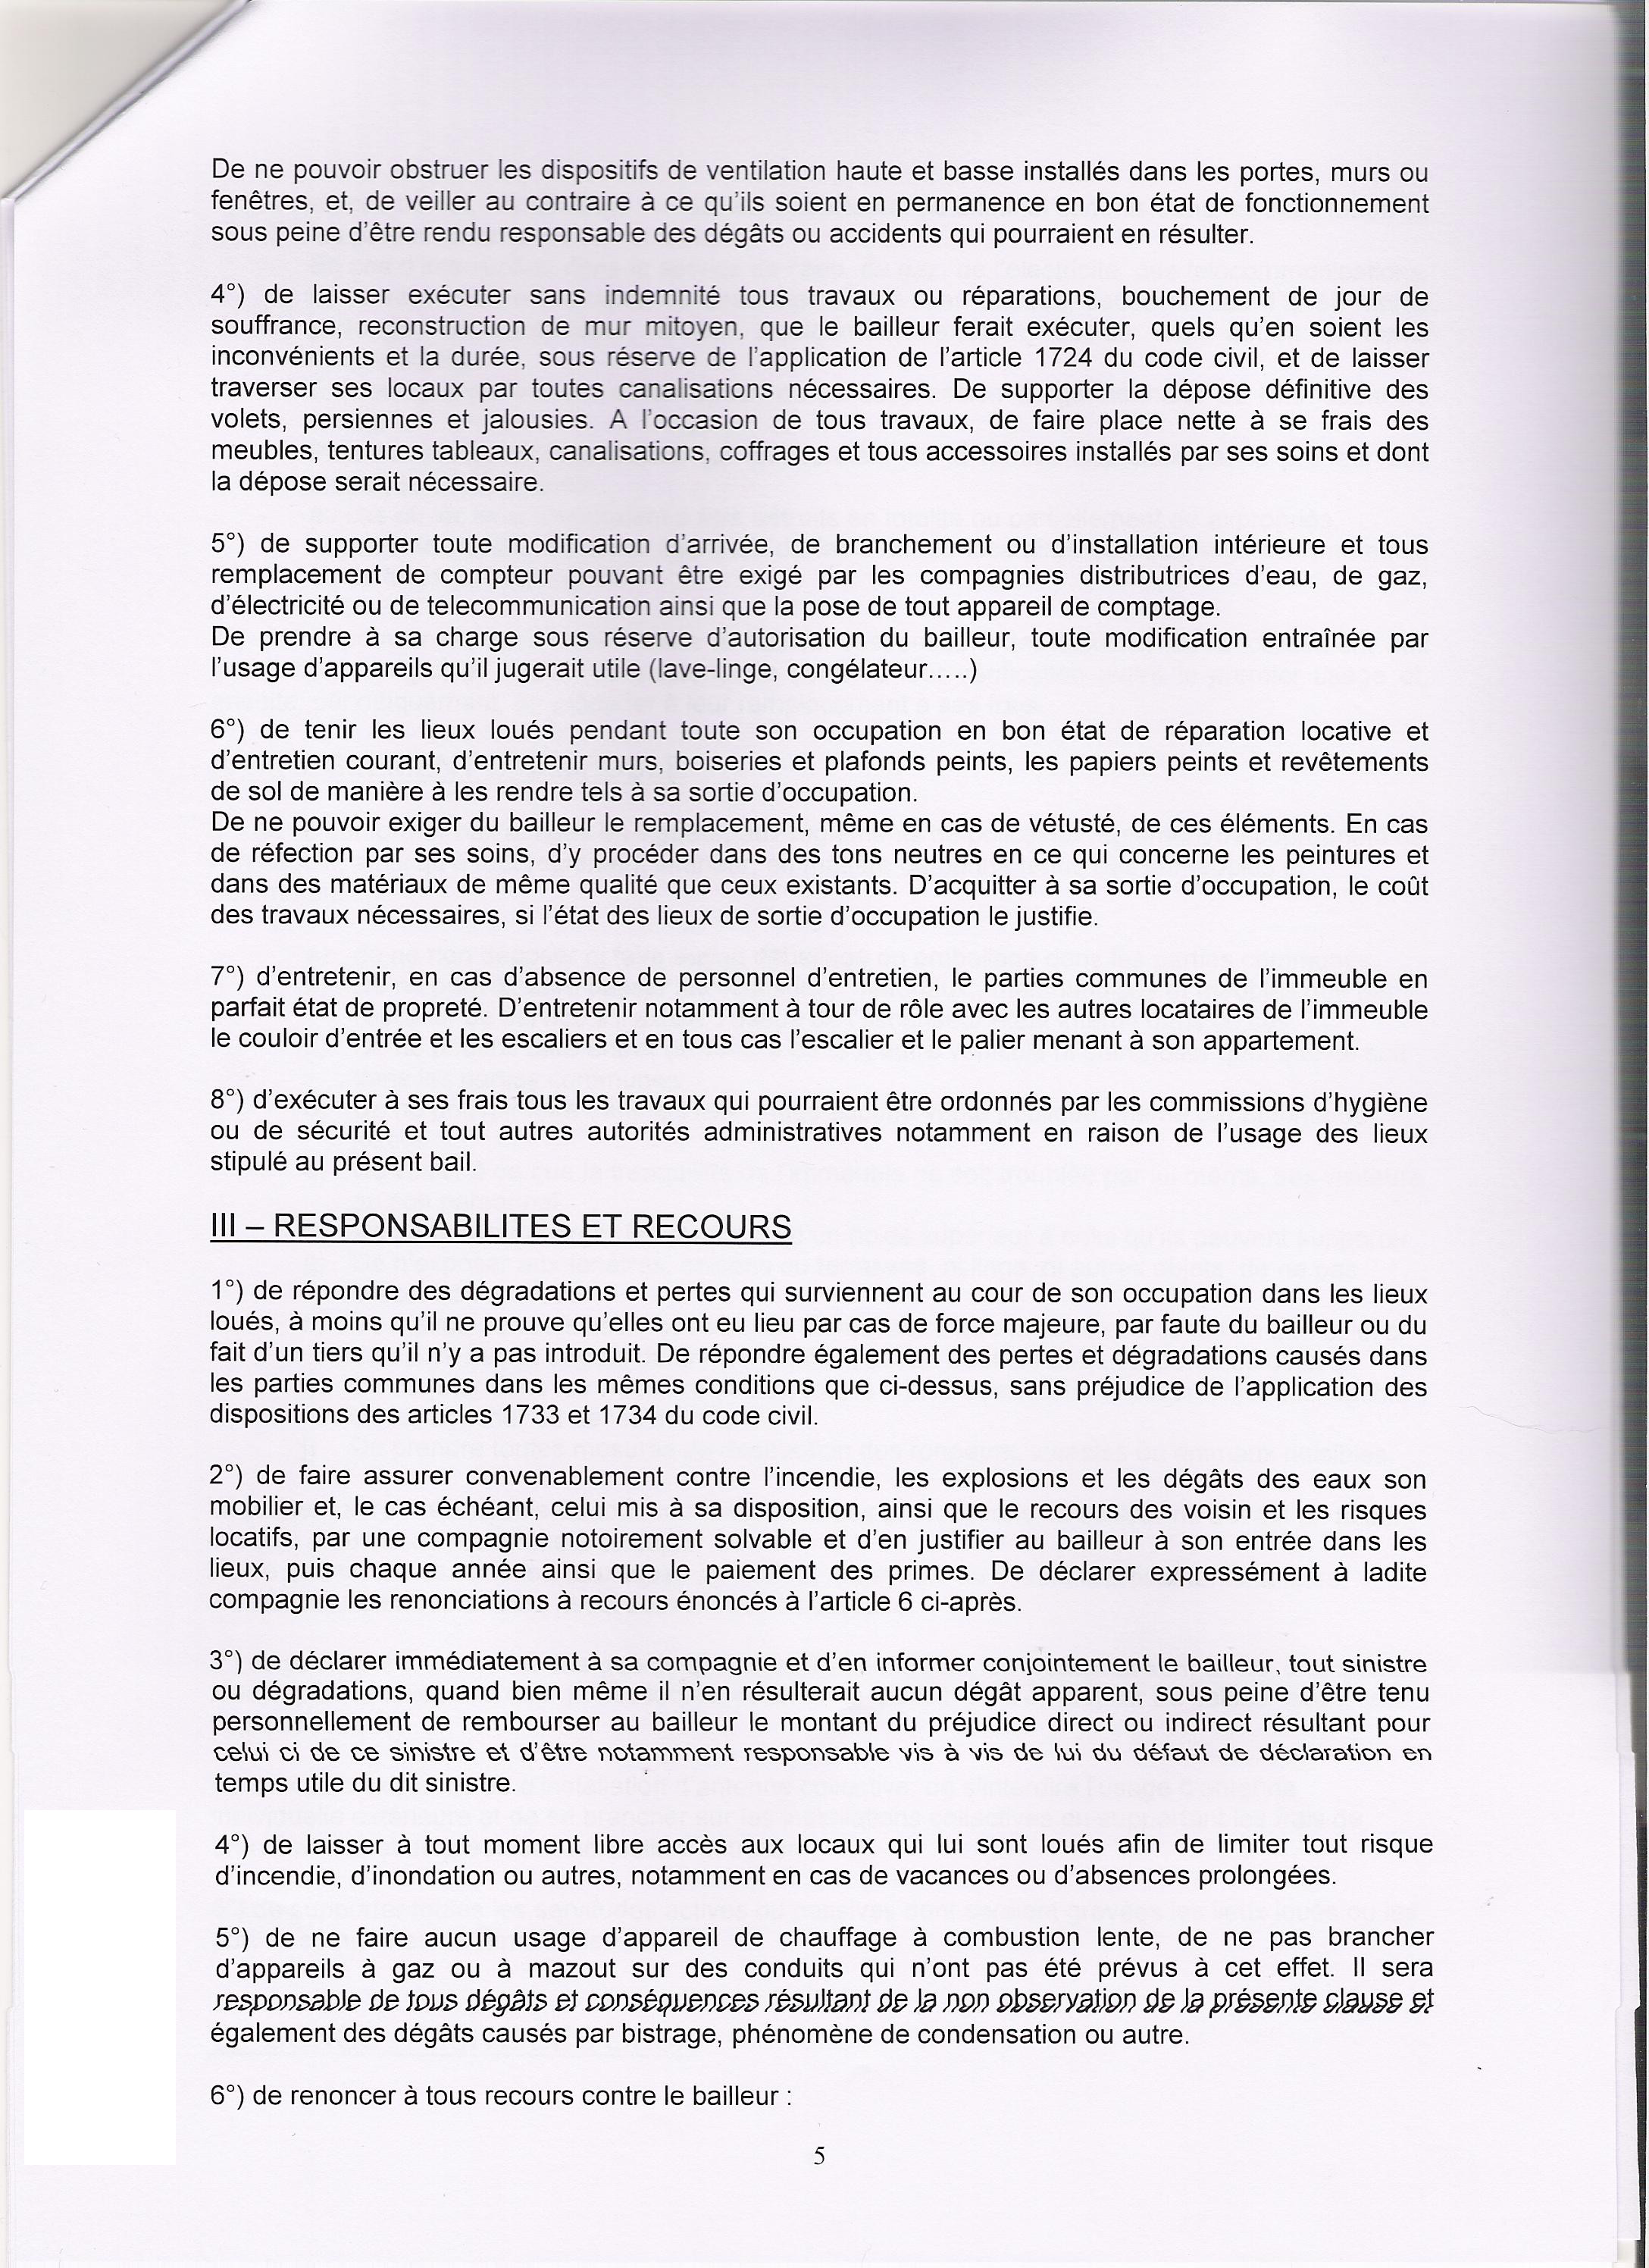 De ne pouvoir obstruer les dispositifs de ventilation haute et basse installés dans les portes, murs ou
fenêtres, et, de veiller au contraire à ce qu'ils soient en permanence en bon état de fonctionnement
sous peine d'être rendu responsable des dégâts ou accidents qui pourraient en résulter.
4°) de laisser exécuter sans indemnité tous travaux ou réparations, bouchement de jour de
souffrance, reconstruction de mur mitoyen, que le bailleur ferait exécuter, quels qu'en soient les
inconvénients et la durée, sous réserve de l'application de l'article 1724 du code civil, et de laisser
traverser ses locaux par toutes canalisations nécessaires. De supporter la dépose définitive des
volets, persiennes et jalousies. A l'occasion de tous travaux, de faire place nette à se frais des
meubles, tentures tableaux, canalisations, coffrages et tous accessoires installés par ses soins et dont
la dépose serait nécessaire.
5°) de supporter toute modification d'arrivée, de branchement ou d'installation intérieure et tous
remplacement de compteur pouvant être exigé par les compagnies distributrices d'eau, de gaz,
d'électricité ou de telecommunication ainsi que la pose de tout appareil de comptage.
De prendre à sa charge sous réserve d'autorisation du bailleur, toute modification entraînée par
l'usage d'appareils qu'il jugerait utile (lave-linge, congélateur…..)
6°) de tenir les lieux loués pendant toute son occupation en bon état de réparation locative et
d'entretien courant, d'entretenir murs, boiseries et plafonds peints, les papiers peints et revêtements
de sol de manière à les rendre tels à sa sortie d'occupation.
De ne pouvoir exiger du bailleur le remplacement, même en cas de vétusté, de ces éléments. En cas
de réfection par ses soins, d'y procéder dans des tons neutres en ce qui concerne les peintures et
dans des matériaux de même qualité que ceux existants. D'acquitter à sa sortie d'occupation, le coût
des travaux nécessaires, si l'état des lieux de sortie d'occupation le justifie.
7°) d'entretenir, en cas d'absence de personnel d'entretien, le parties communes de l'immeuble en
parfait état de propreté. D'entretenir notamment à tour de rôle avec les autres locataires de l'immeuble
le couloir d'entrée et les escaliers et en tous cas l'escalier et le palier menant à son appartement.
8°) d'exécuter à ses frais tous les travaux qui pourraient être ordonnés par les commissions d'hygiène
ou de sécurité et tout autres autorités administratives notamment en raison de l'usage des lieux
stipulé au présent bail.
III – RESPONSABILITES ET RECOURS
1°) de répondre des dégradations et pertes qui surviennent au cour de son occupation dans les lieux
loués, à moins qu'il ne prouve qu'elles ont eu lieu par cas de force majeure, par faute du bailleur ou du
fait d'un tiers qu'il n'y a pas introduit. De répondre également des pertes et dégradations causés dans
les parties communes dans les mêmes conditions que ci-dessus, sans préjudice de l'application des
dispositions des articles 1733 et 1734 du code civil.
2°) de faire assurer convenablement contre l'incendie, les explosions et les dégâts des eaux son
mobilier et, le cas échéant, celui mis à sa disposition, ainsi que le recours des voisin et les risques
locatifs, par une compagnie notoirement solvable et d'en justifier au bailleur à son entrée dans les
lieux, puis chaque année ainsi que le paiement des primes. De déclarer expressément à ladite
compagnie les renonciations à recours énoncés à l'article 6 ci-après.
3°) de déclarer immédiatement à sa compagnie et d'en informer conjointement le bailleur, tout sinistre
ou dégradations, quand bien même il n'en résulterait aucun dégât apparent, sous peine d'être tenu
personnellement de rembourser au bailleur le montant du préjudice direct ou indirect résultant pour
celui ci de ce sinistre et d'être notamment responsable vis à vis de lui du défaut de déclaration en
temps utile du dit sinistre.
4°) de laisser à tout moment libre accès aux locaux qui lui sont loués afin de limiter tout risque
d'incendie, d'inondation ou autres, notamment en cas de vacances ou d'absences prolongées.
5°) de ne faire aucun usage d'appareil de chauffage à combustion lente, de ne pas brancher
d'appareils à gaz ou à mazout sur des conduits qui n'ont pas été prévus à cet effet. Il sera
responsable de tous dégâts et conséquences résultant de la non observation de la présente clause et
également des dégâts causés par bistrage, phénomène de condensation ou autre.
6°) de renoncer à tous recours contre le bailleur :
5